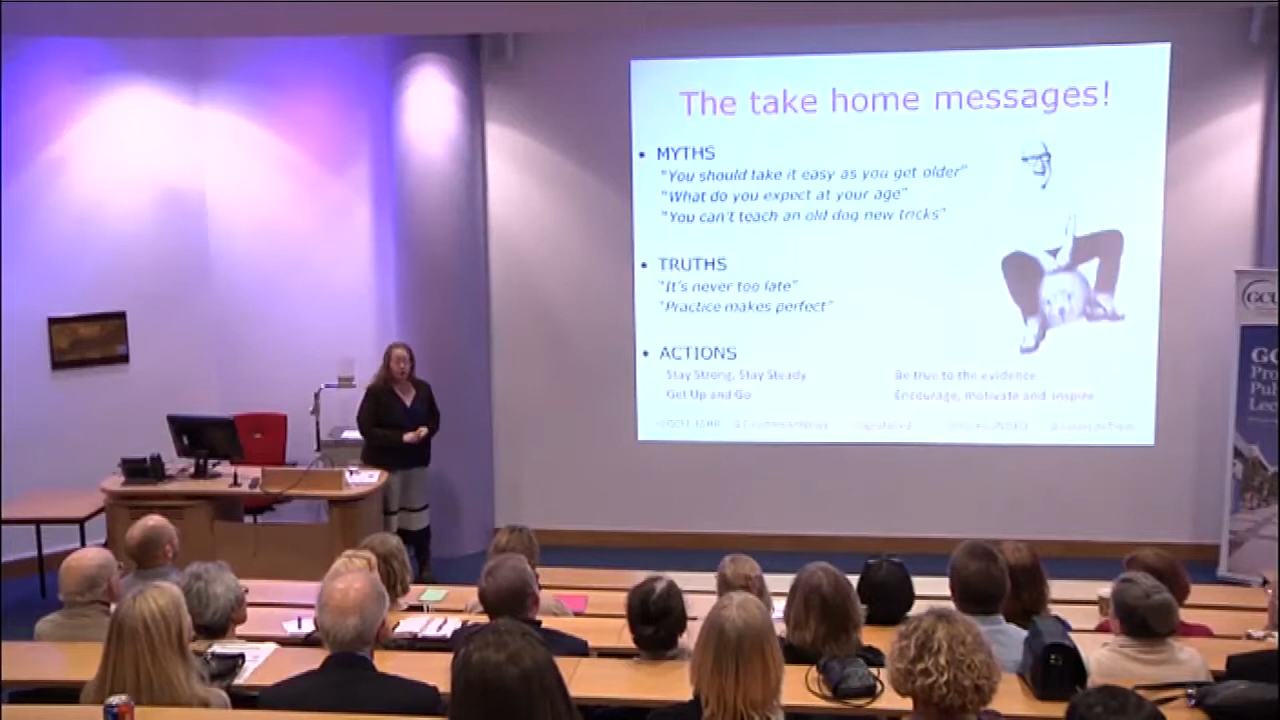 The take home messages!
• MYTHS
"You should take it easy as you get older"
"What do you expect at your age"
"You can't teach an old dog new tricks"
• TRUTHS
"It's never too late"
"Practice makes perfect"
• ACTIONS
Stay Strong, Stay Steady
Get Up and Go
Be true to the evidence
Encourage, motivate and inspire
GCU